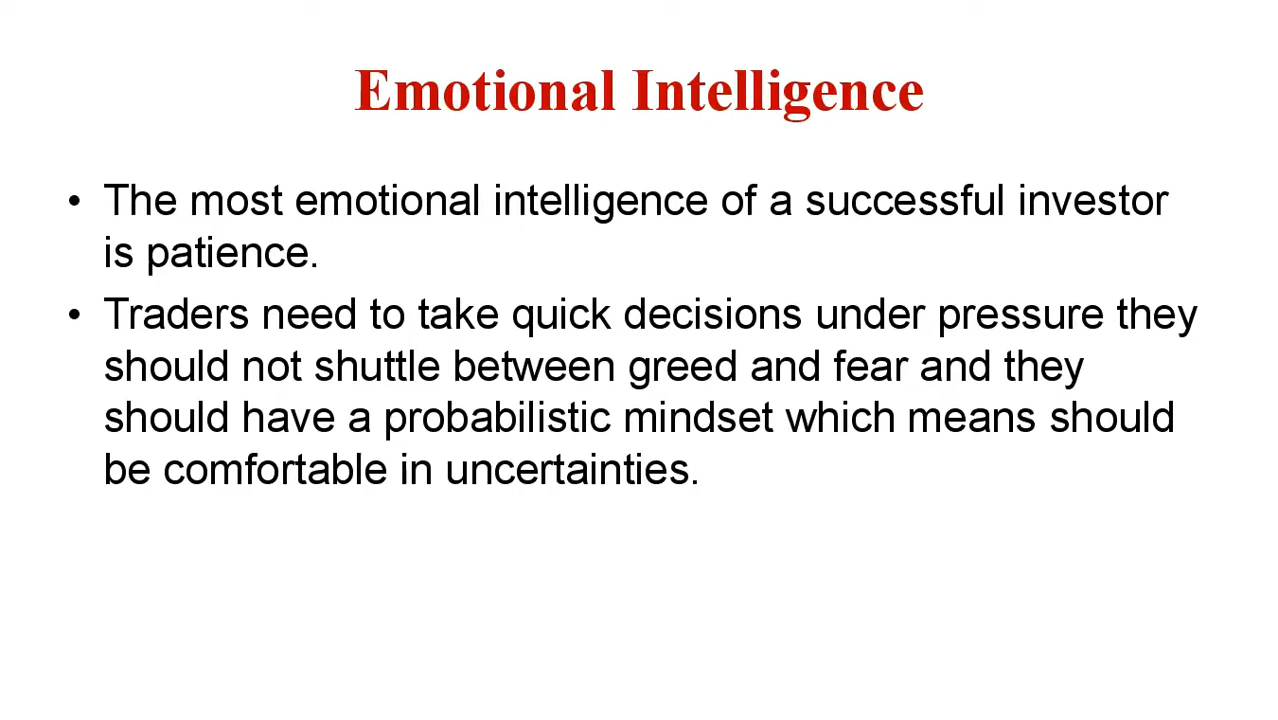 Emotional Intelligence
• The most emotional intelligence of a successful investor
is patience.
• Traders need to take quick decisions under pressure they
should not shuttle between greed and fear and they
should have a probabilistic mindset which means should
be comfortable in uncertainties.